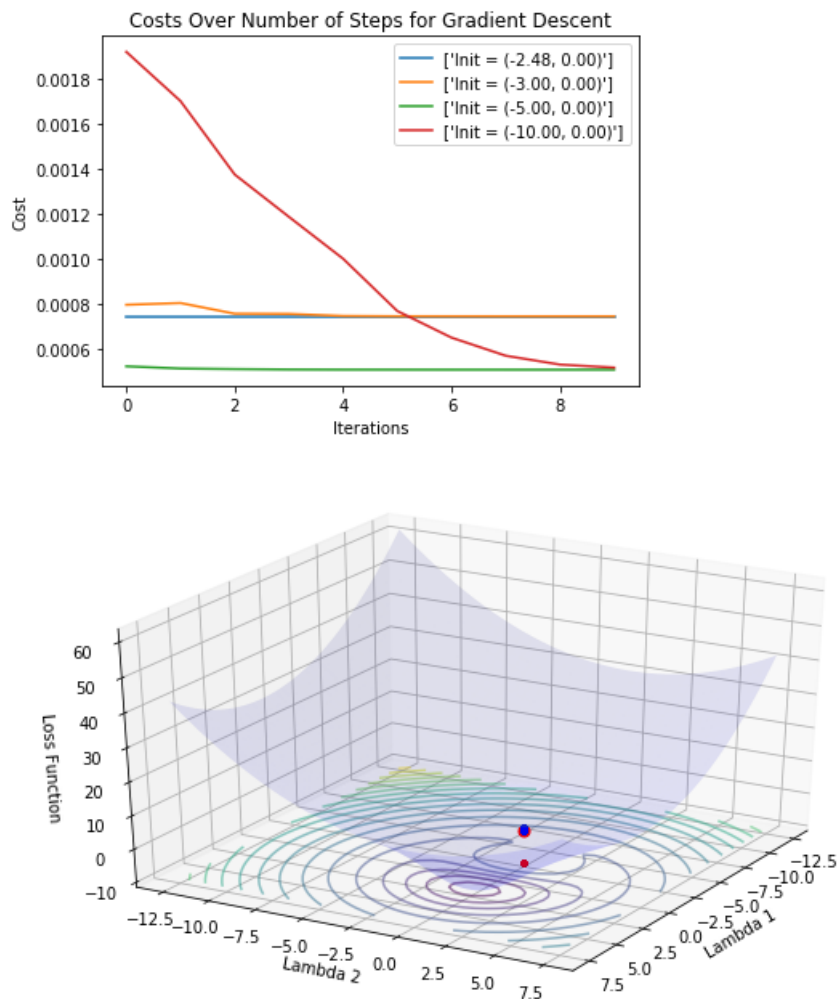 Costs Over Number of Steps for Gradient Descent
['Init = (-2.48, 0.00)']
['Init = (-3.00, 0.00)']
['Init = (-5.00, 0.00)']
['Init = (-10.00, 0.00)']
0.0018
0.0016
0.0014
0.0012
0.0010
0.0008
0.0006
Cost
0 2 4 6 8
Iterations
60
50
40
30
20
10
0
−10
Loss Function
−12.5 −10.0 −7.5 −5.0 −2.5 0.0 2.5 5.0 7.5
Lambda 2
−12.5
−10.0
−7.5
−5.0
−2.5
0.0
2.5
5.0
7.5
Lambda 1